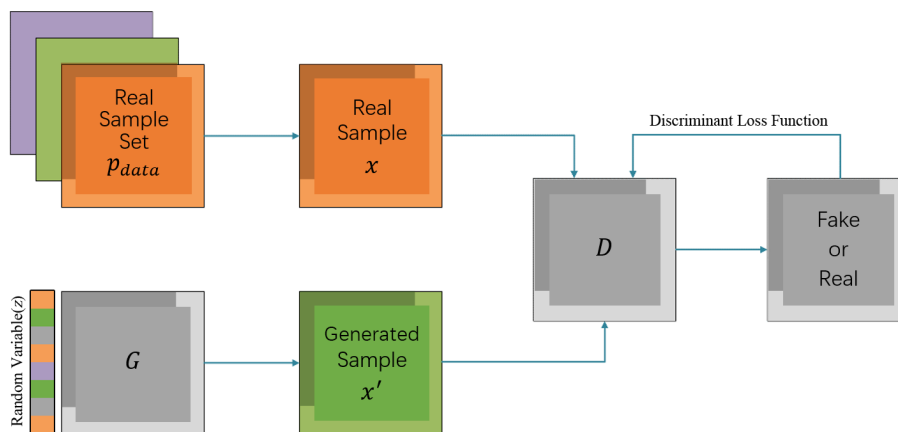 Real
Sample
Set
p_data
Real
Sample
x
Discriminant Loss Function
D
Fake
or
Real
Random Variable(z)
G
Generated
Sample
x′